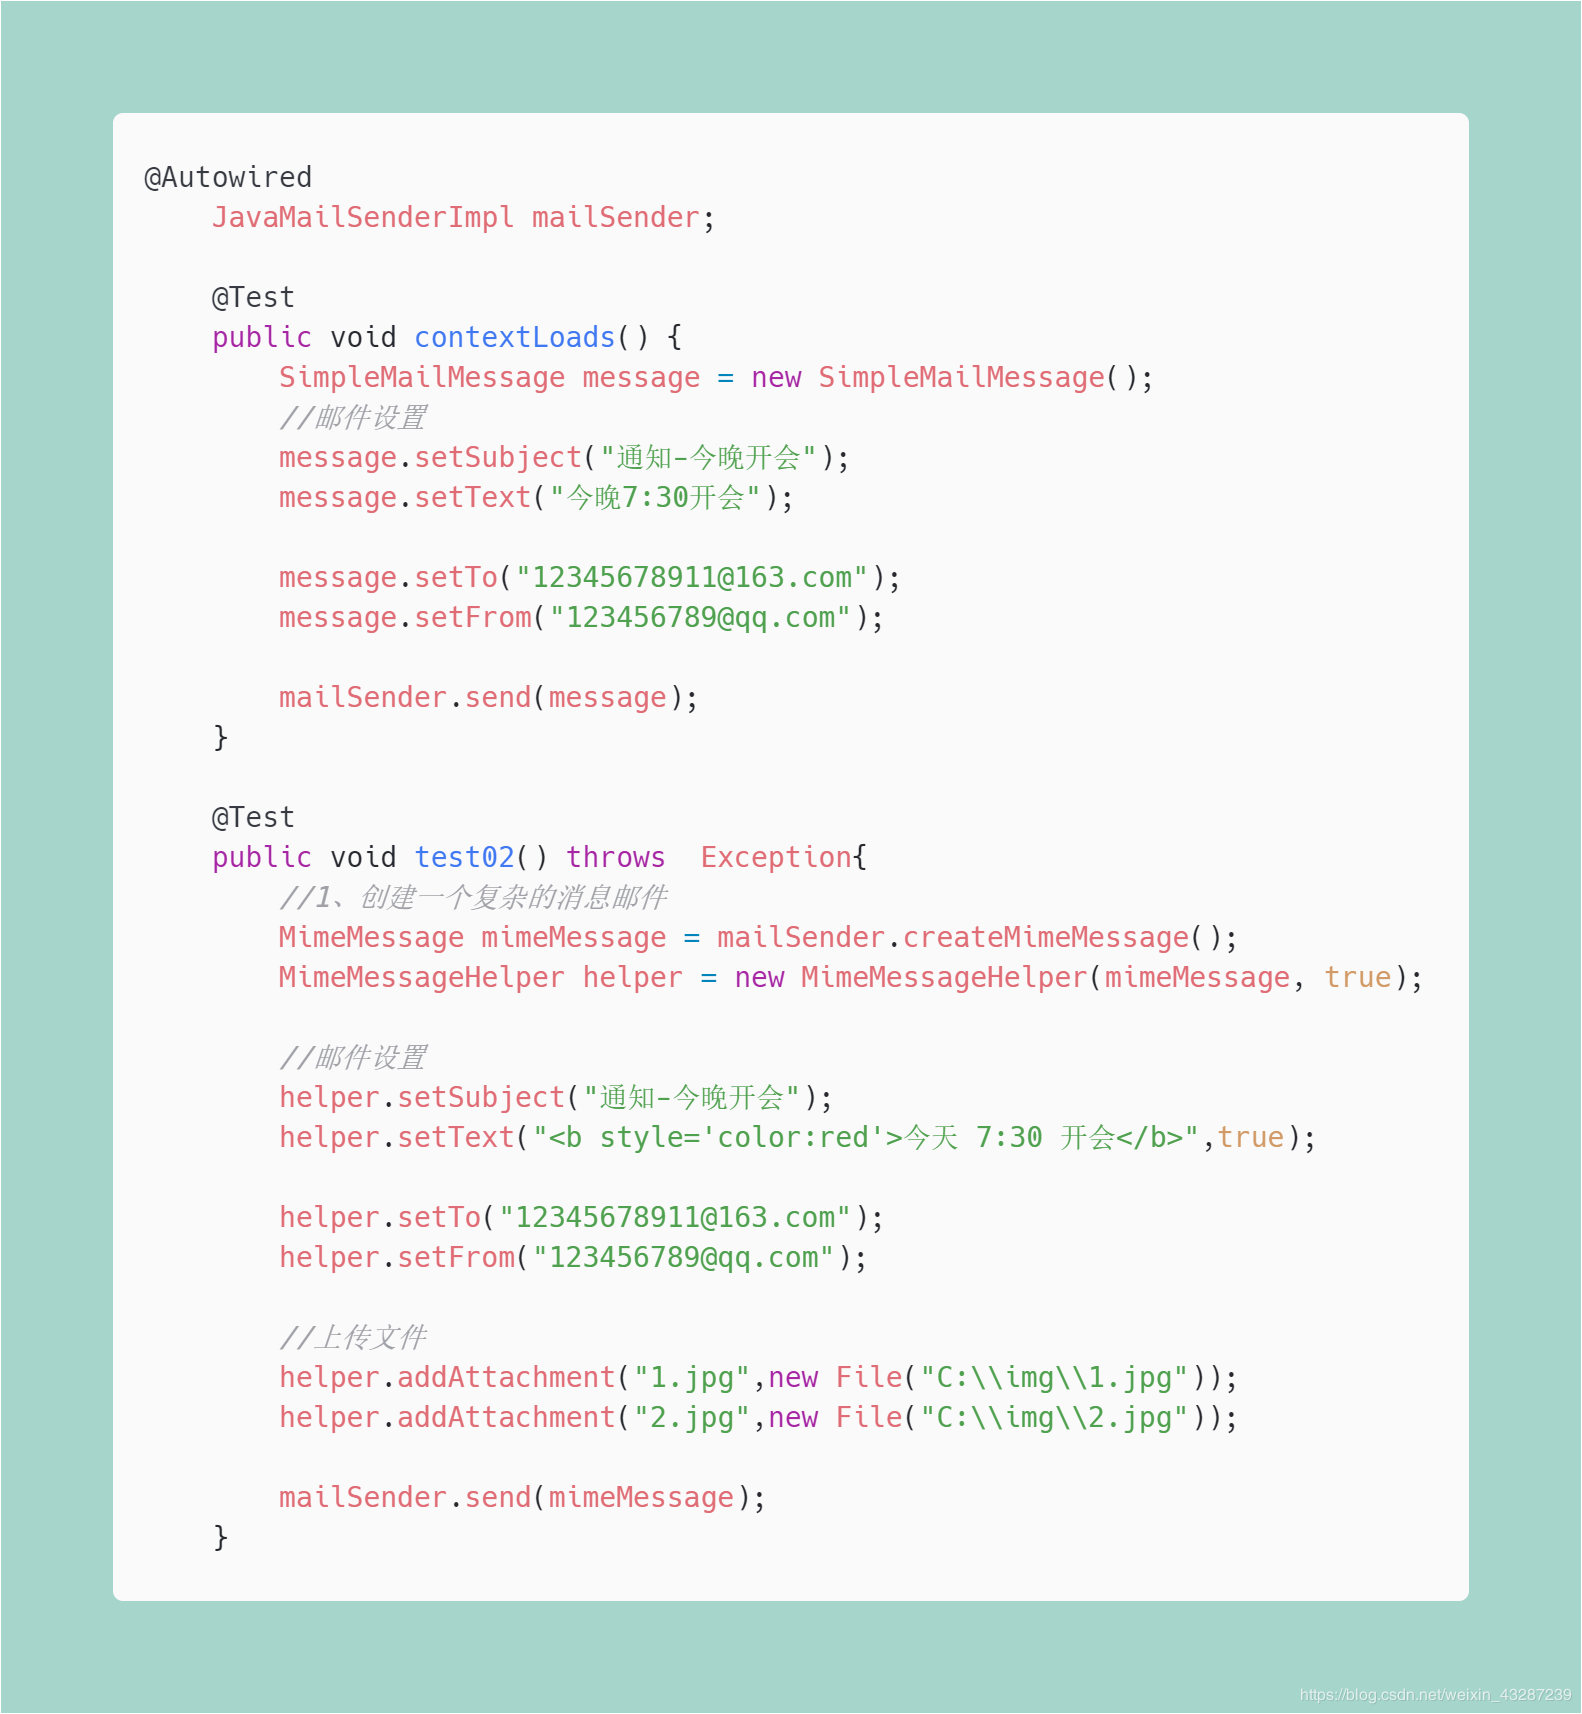 @Autowired
JavaMailSenderImpl mailSender;
@Test
public void contextLoads() {
SimpleMailMessage message = new SimpleMailMessage();
//邮件设置
message.setSubject("通知-今晚开会");
message.setText("今晚7:30开会");
message.setTo("12345678911@163.com");
message.setFrom("123456789@qq.com");
mailSender.send(message);
}
@Test
public void test02() throws  Exception{
//1、创建一个复杂的消息邮件
MimeMessage mimeMessage = mailSender.createMimeMessage();
MimeMessageHelper helper = new MimeMessageHelper(mimeMessage, true);
//邮件设置
helper.setSubject("通知-今晚开会");
helper.setText("<b style='color:red'>今天 7:30 开会</b>",true);
helper.setTo("12345678911@163.com");
helper.setFrom("123456789@qq.com");
//上传文件
helper.addAttachment("1.jpg",new File("C:\\img\\1.jpg"));
helper.addAttachment("2.jpg",new File("C:\\img\\2.jpg"));
mailSender.send(mimeMessage);
}
https://blog.csdn.net/weixin_43287239